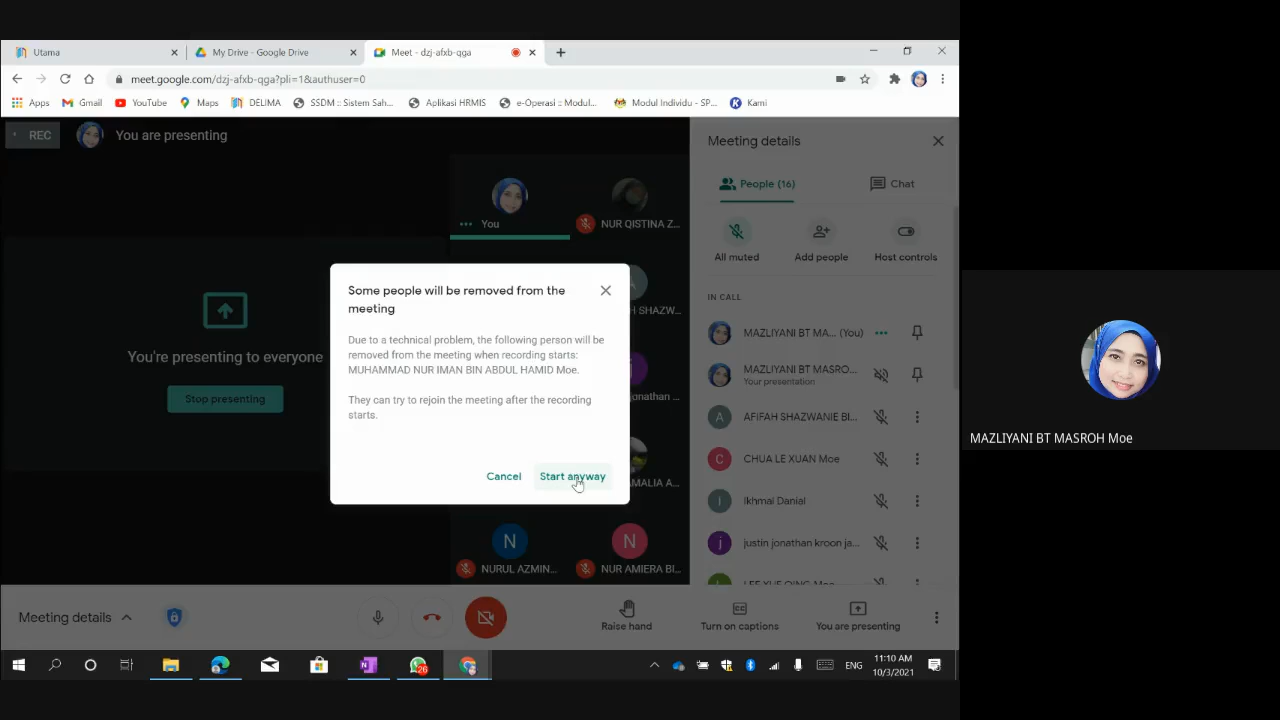 Utama
My Drive - Google Drive
Meet - dzj-afxb-qga
meet.google.com/dzj-afxb-qga?pli=1&authuser=0
Apps
Gmail
YouTube
Maps
DELIMA
SSDM :: Sistem Sah...
Aplikasi HRMIS
e-Operasi :: Modul...
Modul Individu - SP...
Kami
REC
You are presenting
You
NUR QISTINA Z...
H SHAZW...
You're presenting to everyone
Stop presenting
jonathan ...
MALIA A...
N
NURUL AZMIN...
N
NUR AMIERA BI...
Some people will be removed from the
meeting
Due to a technical problem, the following person will be
removed from the meeting when recording starts:
MUHAMMAD NUR IMAN BIN ABDUL HAMID Moe.
They can try to rejoin the meeting after the recording
starts.
Cancel
Start anyway
Meeting details
People (16)
Chat
All muted
Add people
Host controls
IN CALL
MAZLIYANI BT MA... (You)
MAZLIYANI BT MASRO...
Your presentation
A
AFIFAH SHAZWANIE BI...
C
CHUA LE XUAN Moe
I
Ikhmal Danial
j
justin jonathan kroon ja...
L
LEE XUE QING Moe
Meeting details
Raise hand
Turn on captions
You are presenting
26
ENG
11:10 AM
10/3/2021
MAZLIYANI BT MASROH Moe